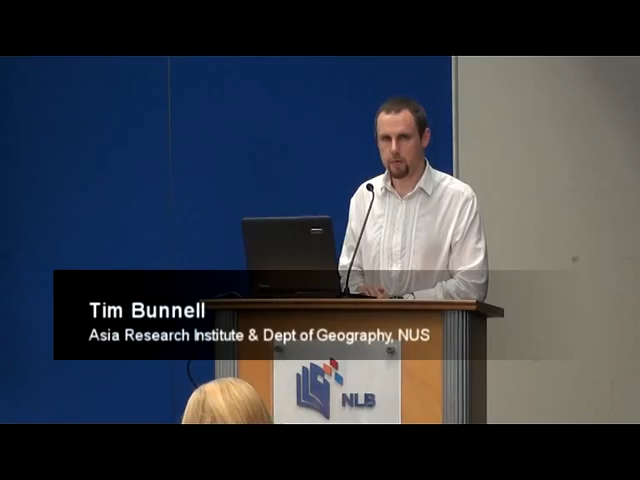 Tim Bunnell
Asia Research Institute & Dept of Geography, NUS
NLB